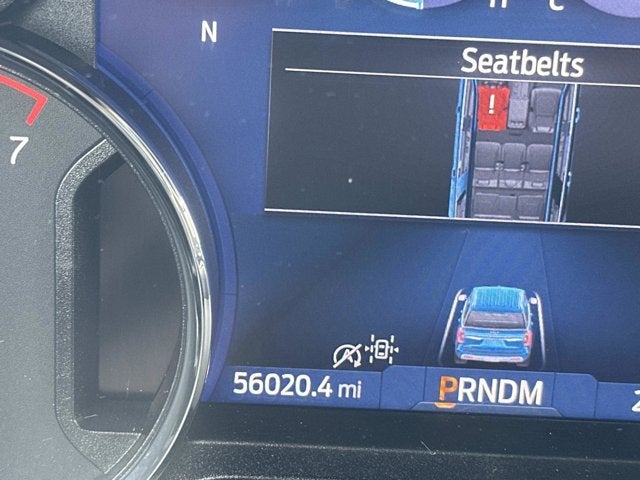 N
Seatbelts
!
7
A
56020.4 mi
PRNDM